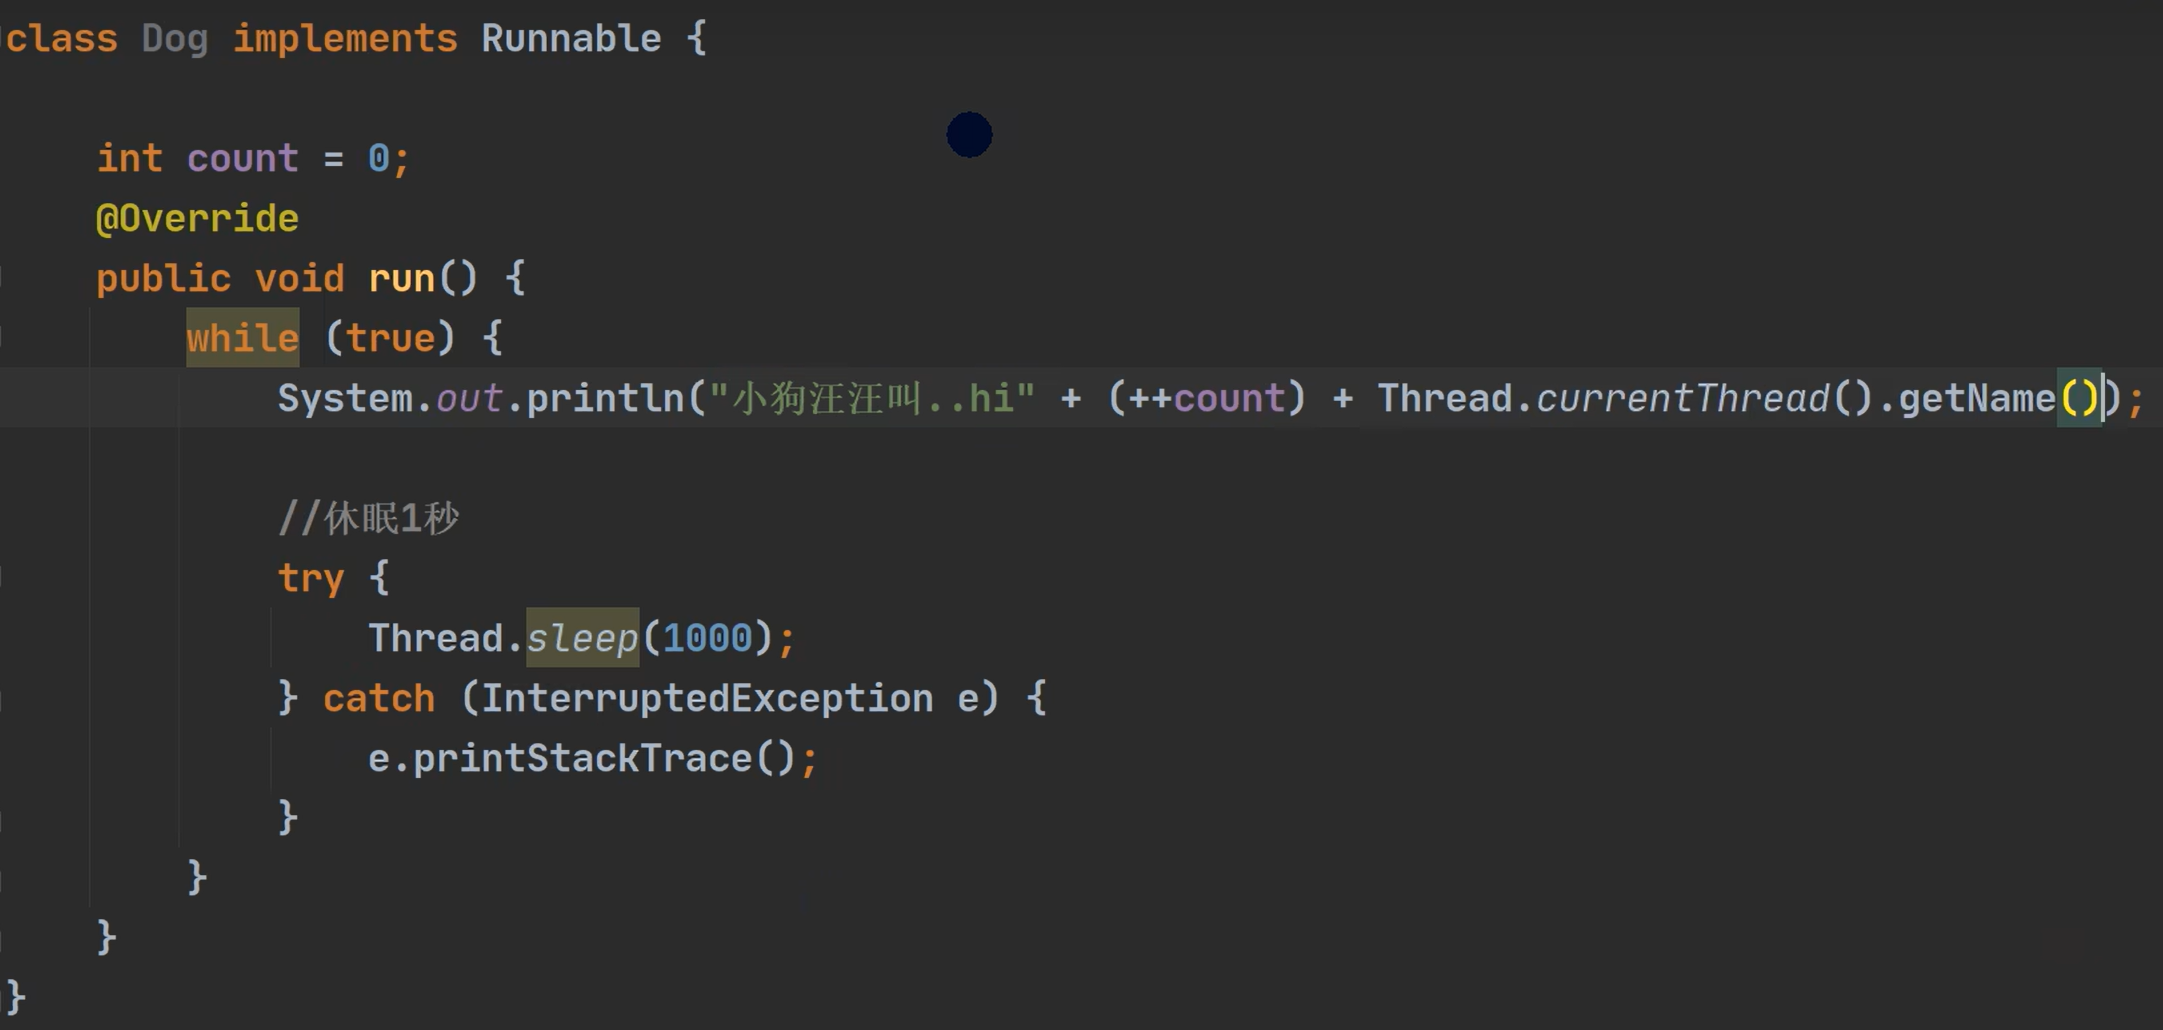 class Dog implements Runnable {
int count = 0;
@Override
public void run() {
while (true) {
System.out.println("小狗汪汪叫..hi" + (++count) + Thread.currentThread().getName());
//休眠1秒
try {
Thread.sleep(1000);
} catch (InterruptedException e) {
e.printStackTrace();
}
}
}
}